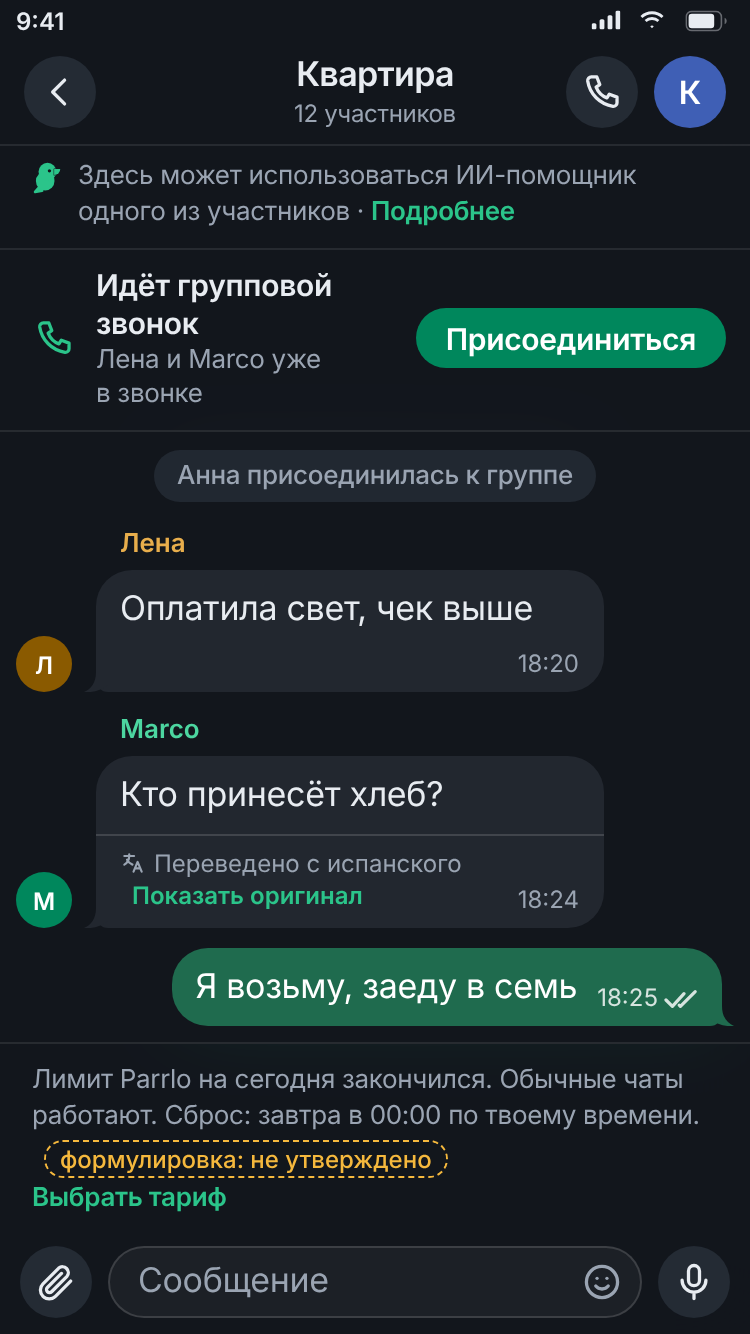 9:41
Квартира
12 участников
К
Здесь может использоваться ИИ-помощник
одного из участников · Подробнее
Идёт групповой
звонок
Лена и Marco уже
в звонке
Присоединиться
Анна присоединилась к группе
Лена
Оплатила свет, чек выше
18:20
Л
Marco
Кто принесёт хлеб?
Переведено с испанского
Показать оригинал
18:24
М
Я возьму, заеду в семь
18:25
Лимит Parrlo на сегодня закончился. Обычные чаты
работают. Сброс: завтра в 00:00 по твоему времени.
формулировка: не утверждено
Выбрать тариф
Сообщение